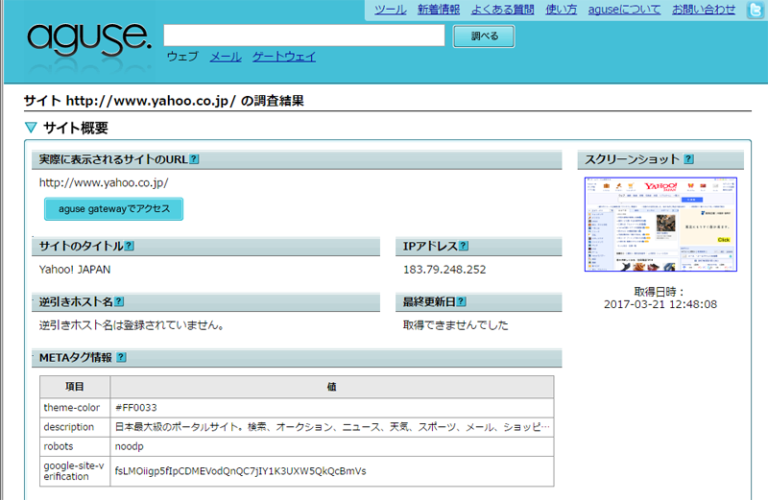 ツール 新着情報 よくある質問 使い方 aguseについて お問い合わせ
aguse.
調べる
ウェブ メール ゲートウェイ
サイト http://www.yahoo.co.jp/ の調査結果
サイト概要
実際に表示されるサイトのURL ?
http://www.yahoo.co.jp/
aguse gatewayでアクセス
スクリーンショット ?
YAHOO! JAPAN
取得日時：
2017-03-21 12:48:08
サイトのタイトル ?
Yahoo! JAPAN
IPアドレス ?
183.79.248.252
逆引きホスト名 ?
逆引きホスト名は登録されていません。
最終更新日 ?
取得できませんでした
METAタグ情報 ?
項目 値
theme-color #FF0033
description 日本最大級のポータルサイト。検索、オークション、ニュース、天気、スポーツ、メール、ショッピ…
robots noodp
google-site-v
erification fsLMOiigp5fIpCDMEVodQnQC7jIY1K3UXW5QkQcBmVs